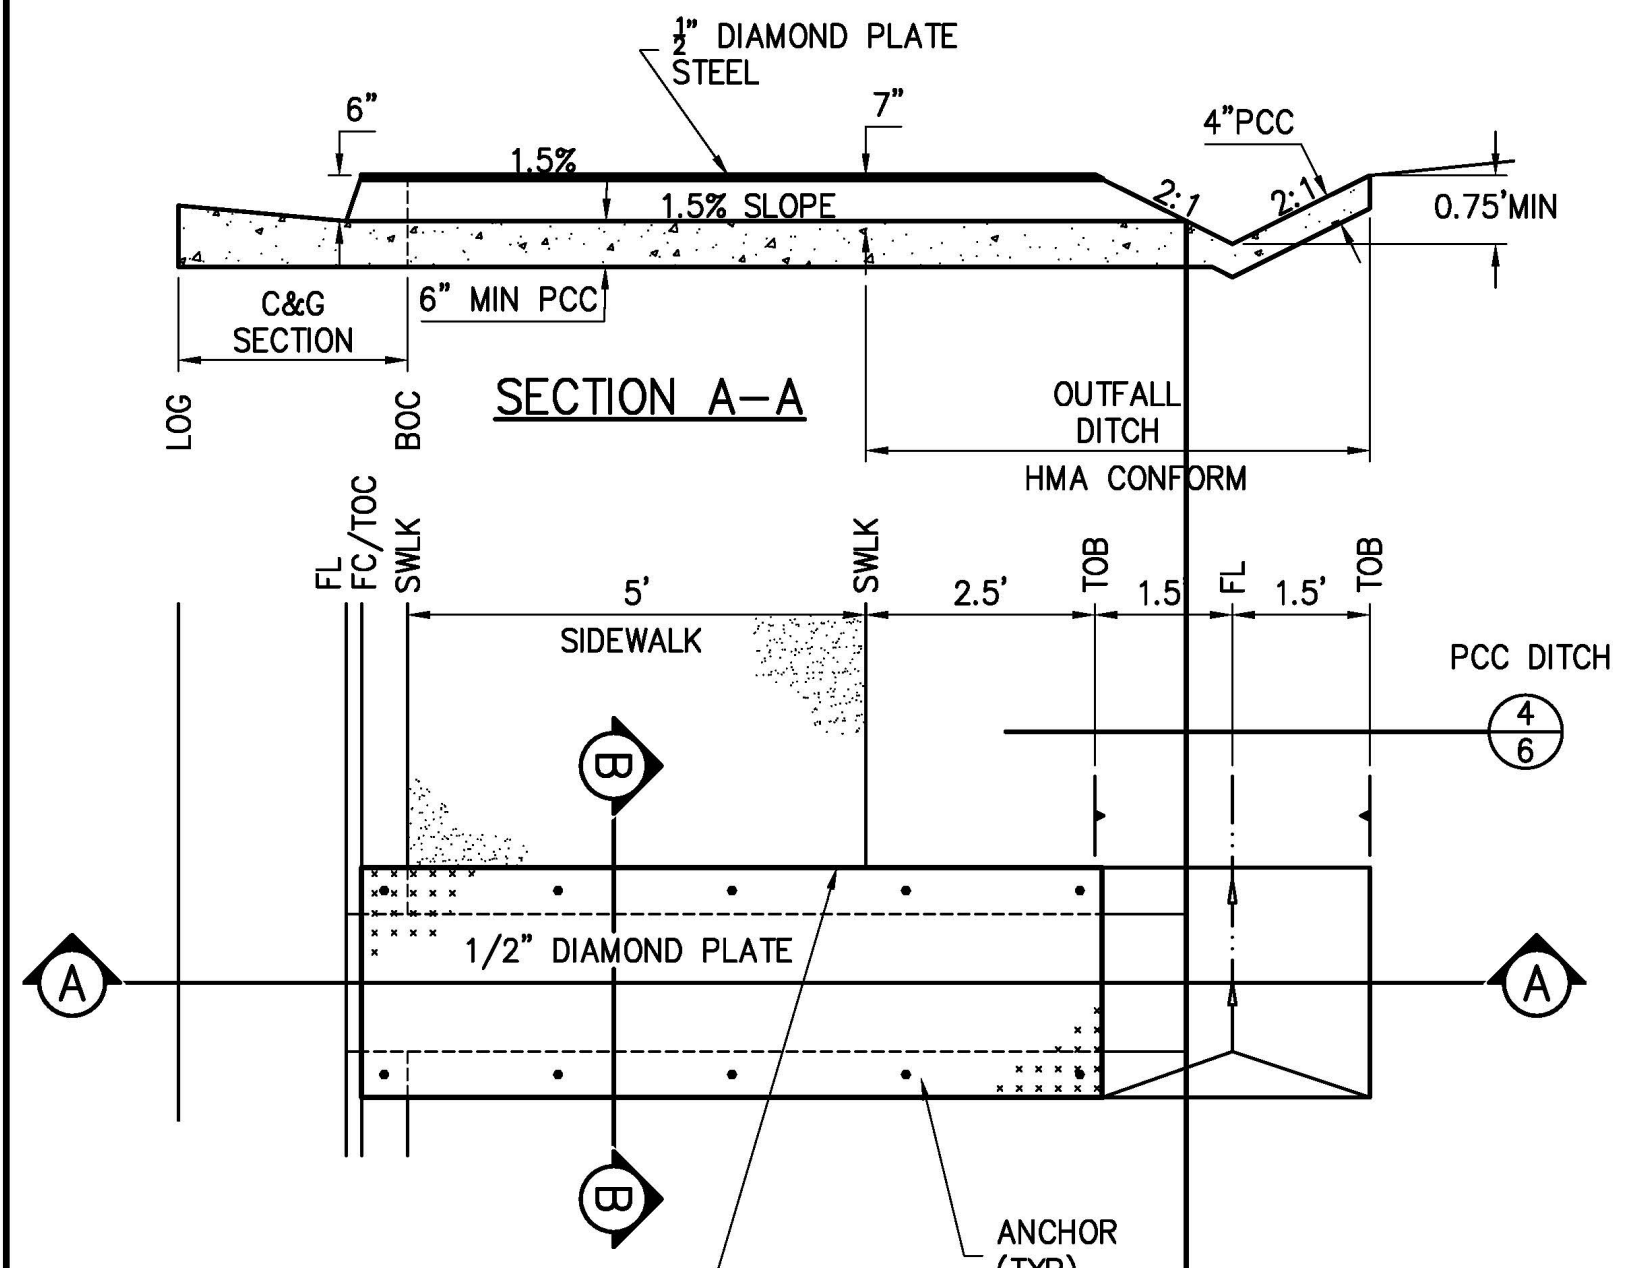 ½" DIAMOND PLATE
STEEL
6"
7"
4"PCC
1.5%
1.5% SLOPE
2:1
2:1
0.75'MIN
6" MIN PCC
C&G
SECTION
LOG
BOC
SECTION A-A
OUTFALL
DITCH
HMA CONFORM
FL
FC/TOC
SWLK
SWLK
TOB
FL
TOB
5'
2.5'
1.5'
1.5'
SIDEWALK
PCC DITCH
4
6
B
1/2" DIAMOND PLATE
A
A
B
ANCHOR
(TYP)